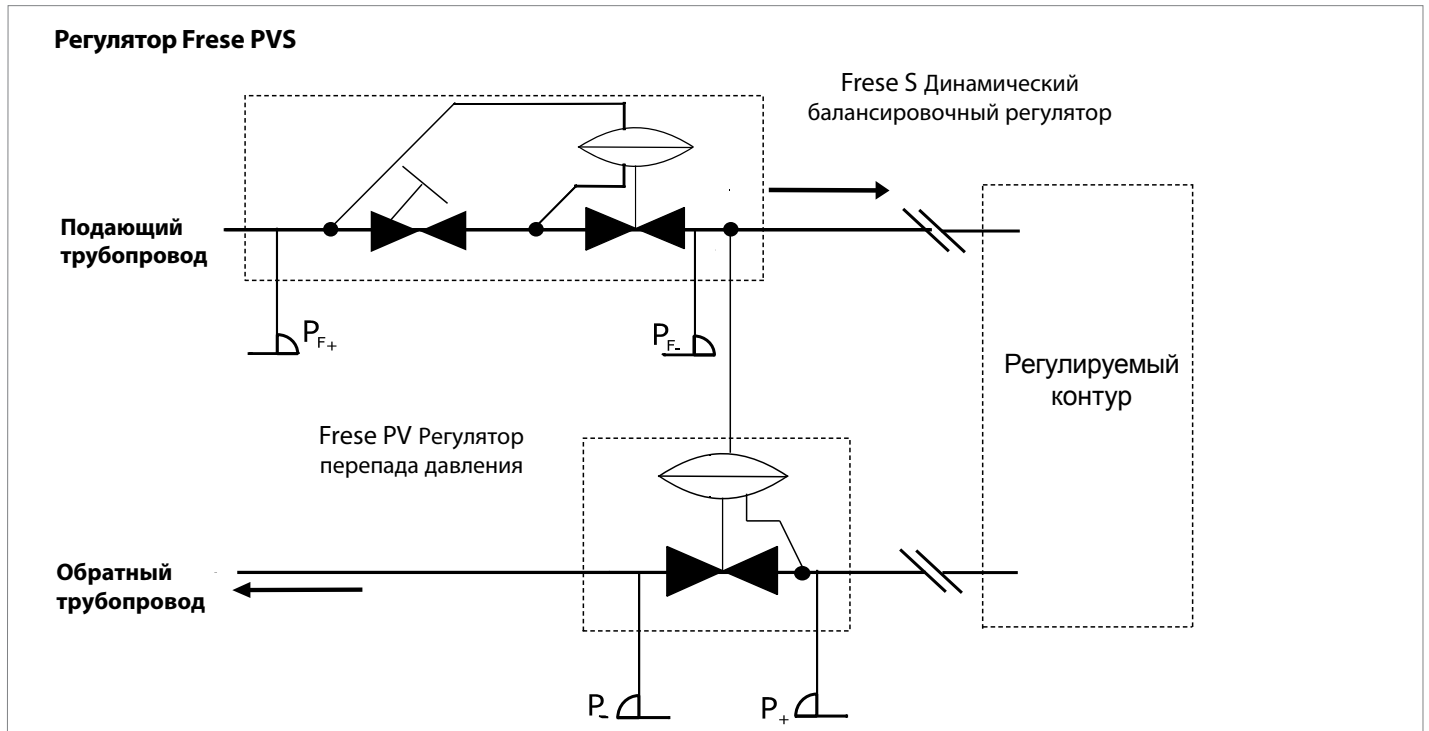 Регулятор Frese PVS
Frese S Динамический
балансировочный регулятор
Подающий
трубопровод
PF+
PF-
Регулируемый
контур
Frese PV Регулятор
перепада давления
Обратный
трубопровод
P-
P+